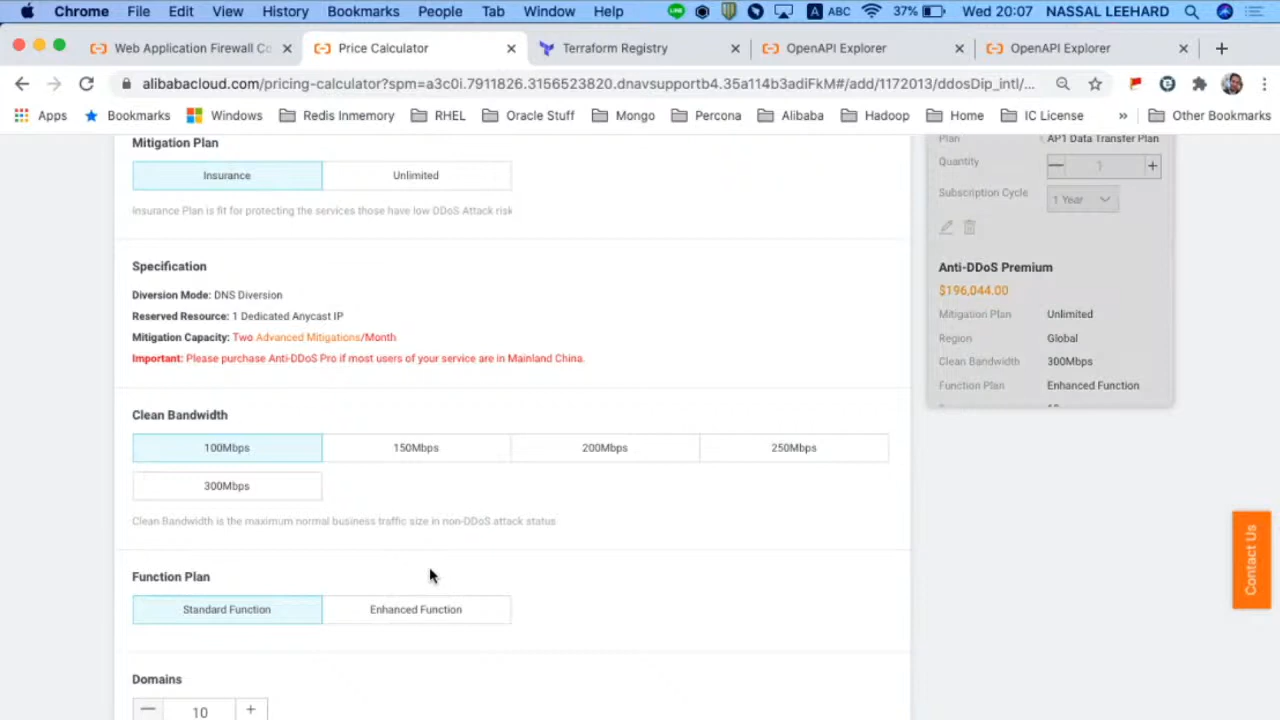 Chrome File Edit View History Bookmarks People Tab Window Help A ABC 37% Wed 20:07 NASSAL LEEHARD
Web Application Firewall Co
Price Calculator
Terraform Registry
OpenAPI Explorer
OpenAPI Explorer
alibabacloud.com/pricing-calculator?spm=a3c0i.7911826.3156523820.dnavsupportb4.35a114b3adiFkM#/add/1172013/ddosDip_intl/...
Apps Bookmarks Windows Redis Inmemory RHEL Oracle Stuff Mongo Percona Alibaba Hadoop Home IC License » Other Bookmarks
Mitigation Plan
Insurance Unlimited
Insurance Plan is fit for protecting the services those have low DDoS Attack risk
Specification
Diversion Mode: DNS Diversion
Reserved Resource: 1 Dedicated Anycast IP
Mitigation Capacity: Two Advanced Mitigations/Month
Important: Please purchase Anti-DDoS Pro if most users of your service are in Mainland China.
Clean Bandwidth
100Mbps 150Mbps 200Mbps 250Mbps
300Mbps
Clean Bandwidth is the maximum normal business traffic size in non-DDoS attack status
Function Plan
Standard Function Enhanced Function
Domains
10
Plan AP1 Data Transfer Plan
Quantity 1
Subscription Cycle 1 Year
Anti-DDoS Premium
$196,044.00
Mitigation Plan Unlimited
Region Global
Clean Bandwidth 300Mbps
Function Plan Enhanced Function
Contact Us